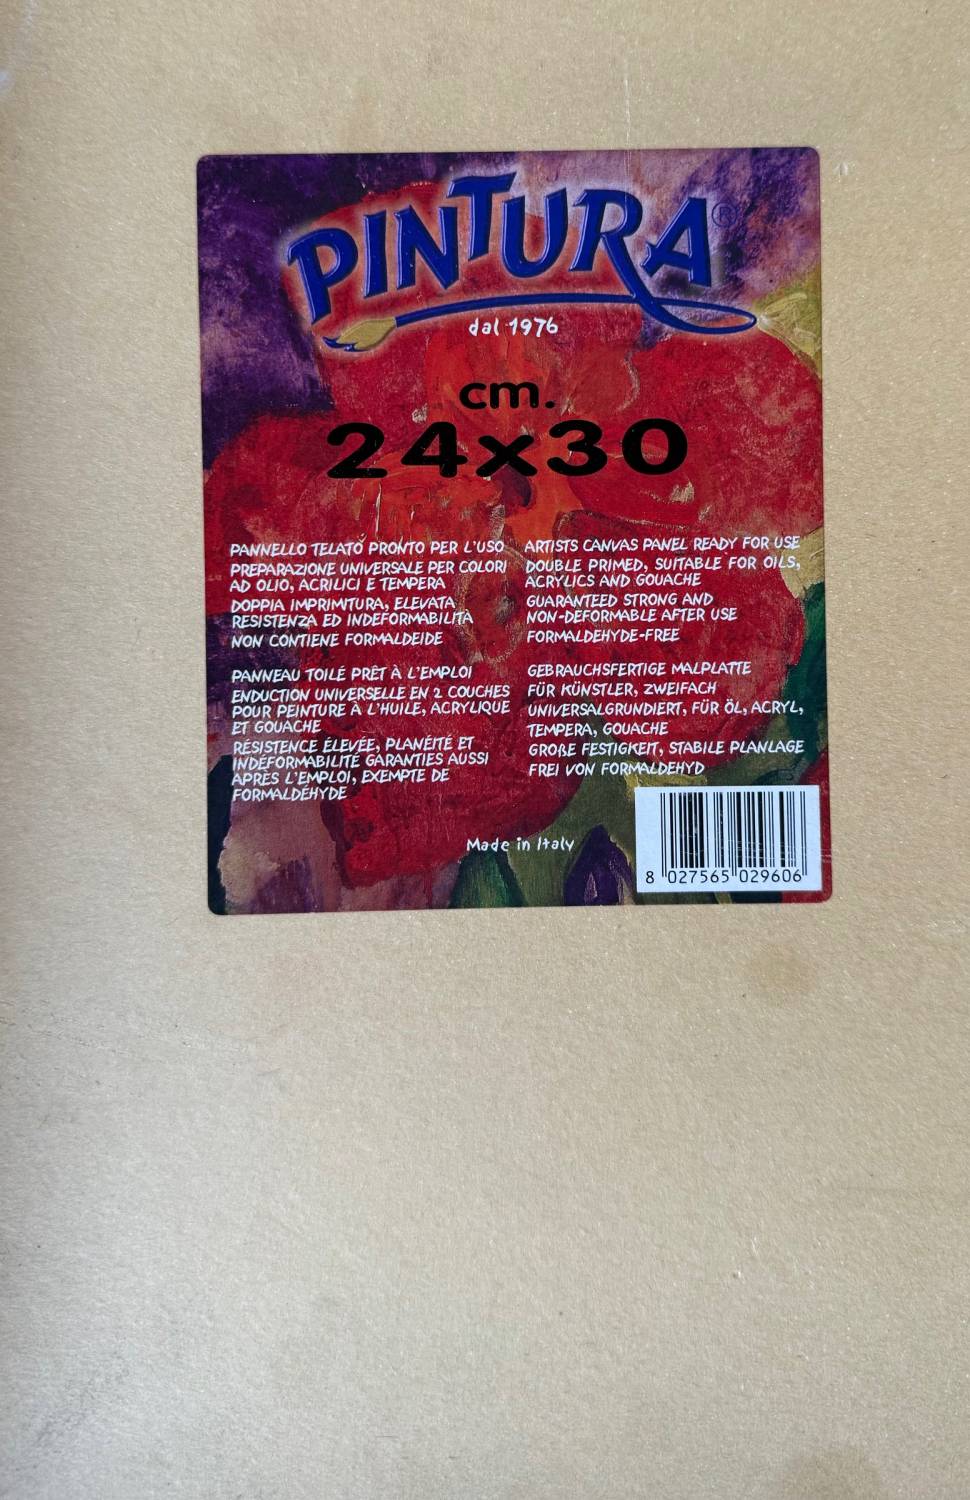 PINTURA®
dal 1976
cm.
24x30
PANNELLO TELATO PRONTO PER L'USO
PREPARAZIONE UNIVERSALE PER COLORI
AD OLIO, ACRILICI E TEMPERA
DOPPIA IMPRIMITURA, ELEVATA
RESISTENZA ED INDEFORMABILITÀ
NON CONTIENE FORMALDEIDE
ARTISTS CANVAS PANEL READY FOR USE
DOUBLE PRIMED, SUITABLE FOR OILS,
ACRYLICS AND GOUACHE
GUARANTEED STRONG AND
NON-DEFORMABLE AFTER USE
FORMALDEHYDE-FREE
PANNEAU TOILÉ PRÊT À L'EMPLOI
ENDUCTION UNIVERSELLE EN 2 COUCHES
POUR PEINTURE À L'HUILE, ACRYLIQUE
ET GOUACHE
RÉSISTENCE ÉLEVÉE, PLANÉITÉ ET
INDÉFORMABILITÉ GARANTIES AUSSI
APRÈS L'EMPLOI, EXEMPTE DE
FORMALDÉHYDE
GEBRAUCHSFERTIGE MALPLATTE
FÜR KÜNSTLER, ZWEIFACH
UNIVERSALGRUNDIERT, FÜR ÖL, ACRYL,
TEMPERA, GOUACHE
GROßE FESTIGKEIT, STABILE PLANLAGE
FREI VON FORMALDEHYD
Made in Italy
8 027565 029606